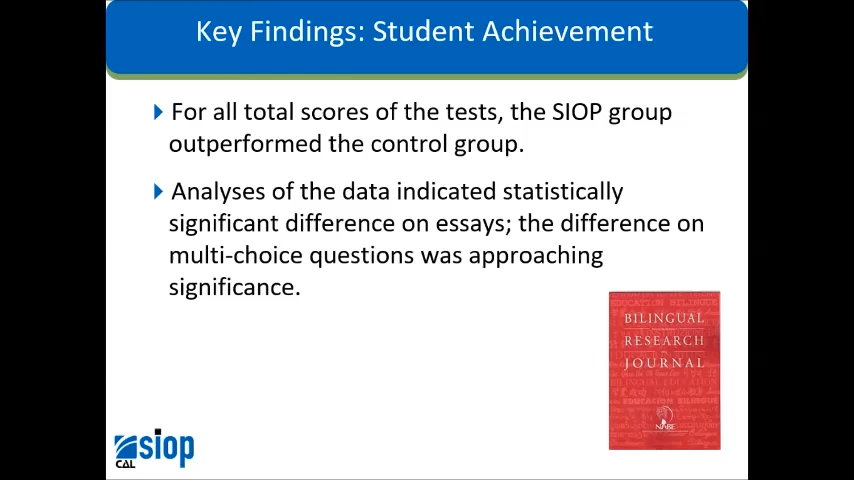 Key Findings: Student Achievement
For all total scores of the tests, the SIOP group
outperformed the control group.
Analyses of the data indicated statistically
significant difference on essays; the difference on
multi-choice questions was approaching
significance.
BILINGUAL
RESEARCH
JOURNAL
NABE
siop
CAL